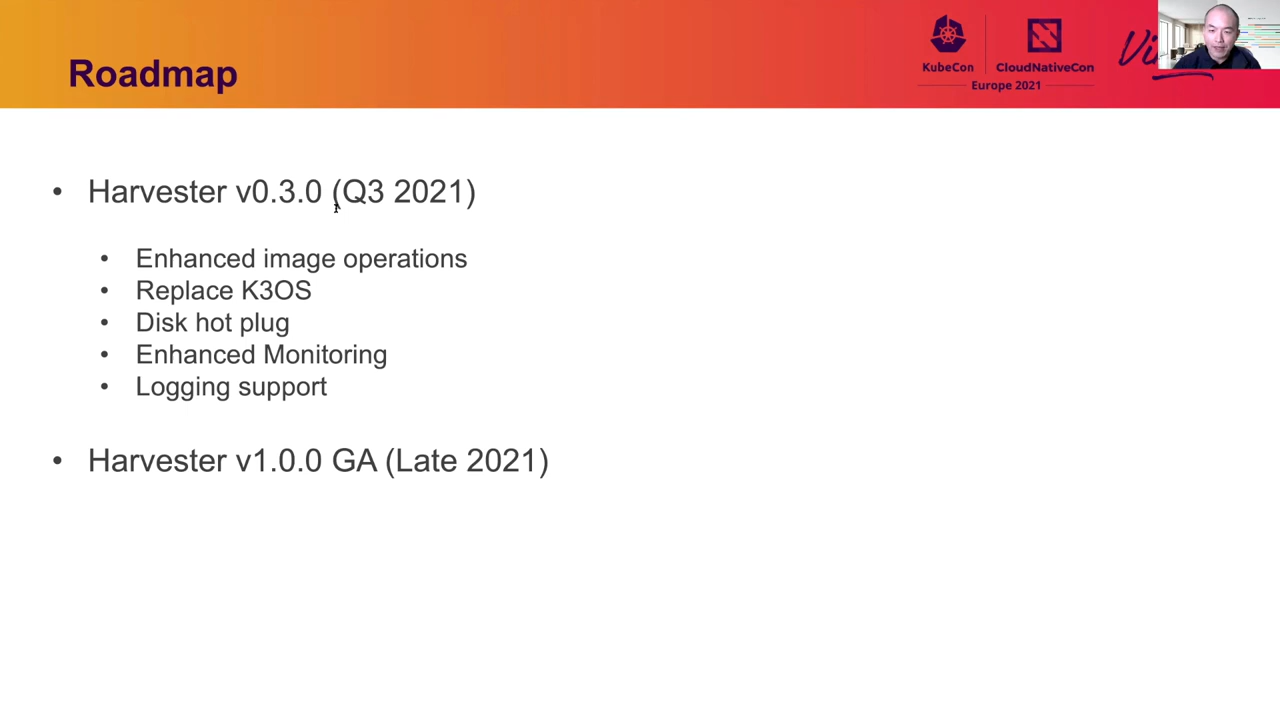 Roadmap
KubeCon
CloudNativeCon
Europe 2021
• Harvester v0.3.0 (Q3 2021)
• Enhanced image operations
• Replace K3OS
• Disk hot plug
• Enhanced Monitoring
• Logging support
• Harvester v1.0.0 GA (Late 2021)